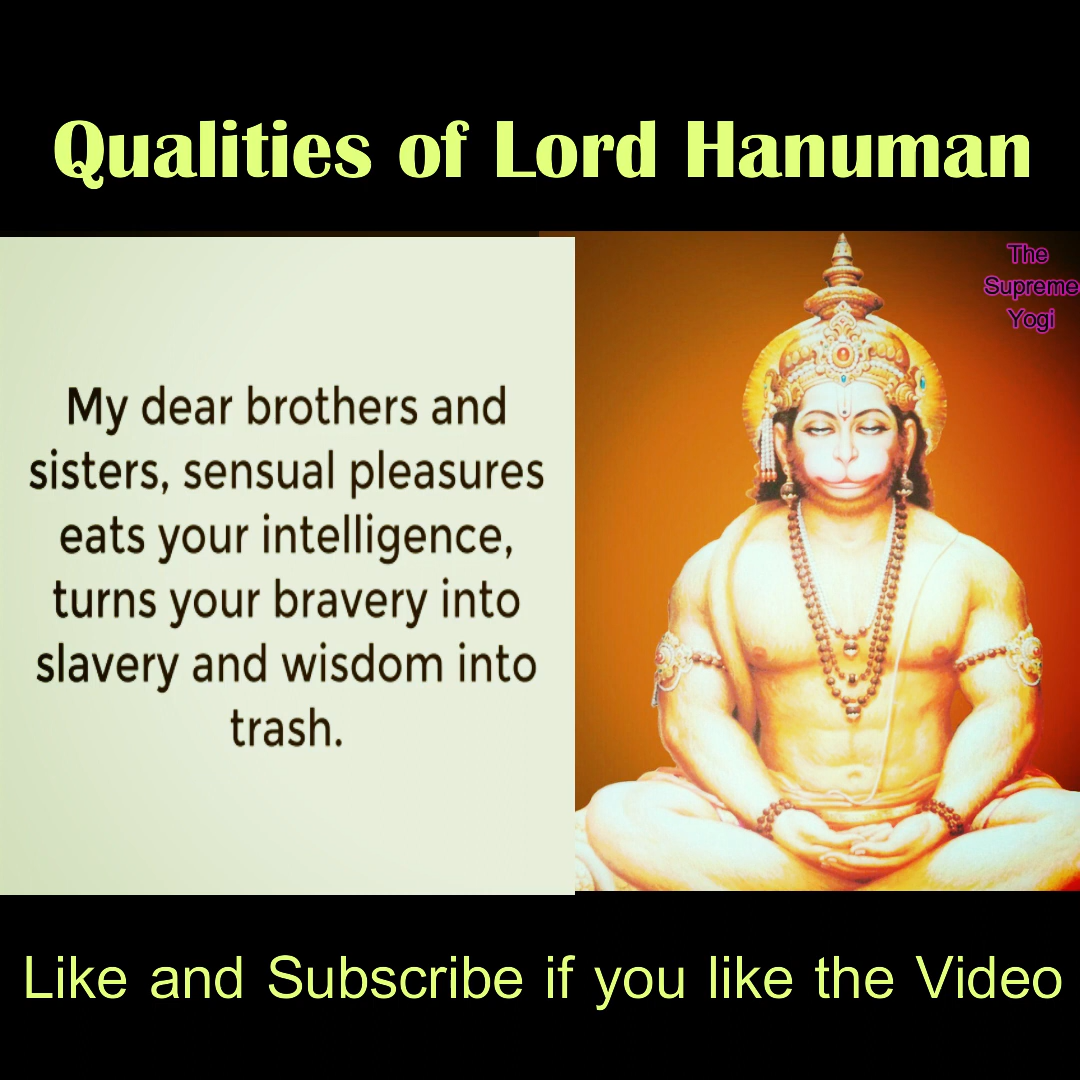 Qualities of Lord Hanuman
The
Supreme
Yogi
My dear brothers and
sisters, sensual pleasures
eats your intelligence,
turns your bravery into
slavery and wisdom into
trash.
Like and Subscribe if you like the Video